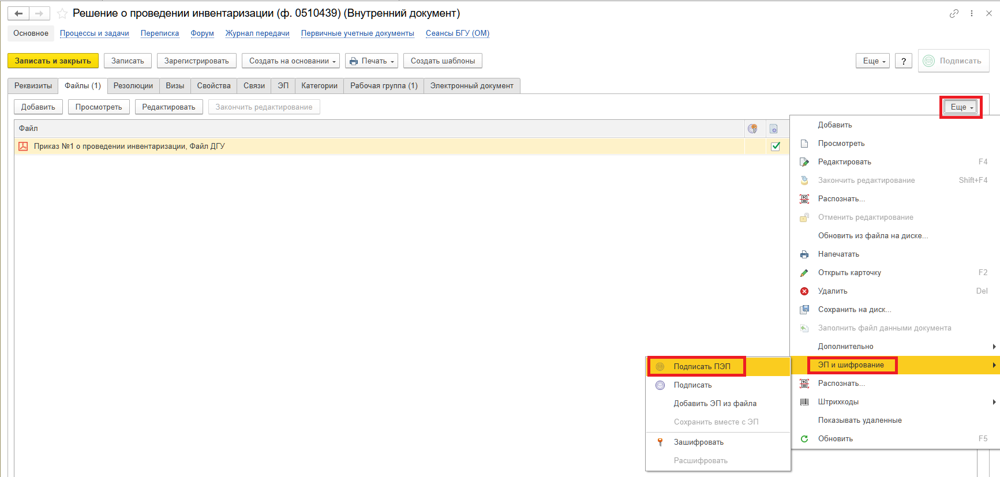 Решение о проведении инвентаризации (ф. 0510439) (Внутренний документ)
Основное Процессы и задачи Переписка Форум Журнал передачи Первичные учетные документы Сеансы БГУ (ОМ)
Записать и закрыть Записать Зарегистрировать Создать на основании Печать Создать шаблоны Еще ? Подписать
Реквизиты Файлы (1) Резолюции Визы Свойства Связи ЭП Категории Рабочая группа (1) Электронный документ
Добавить Просмотреть Редактировать Закончить редактирование Еще
Файл
Приказ №1 о проведении инвентаризации, Файл ДГУ
Добавить
Просмотреть
Редактировать F4
Закончить редактирование Shift+F4
Распознать...
Отменить редактирование
Обновить из файла на диске...
Напечатать
Открыть карточку F2
Удалить Del
Сохранить на диск...
Заполнить файл данными документа
Дополнительно
ЭП и шифрование
Распознать...
Штрихкоды
Показывать удаленные
Обновить F5
Подписать ПЭП
Подписать
Добавить ЭП из файла
Сохранить вместе с ЭП
Зашифровать
Расшифровать